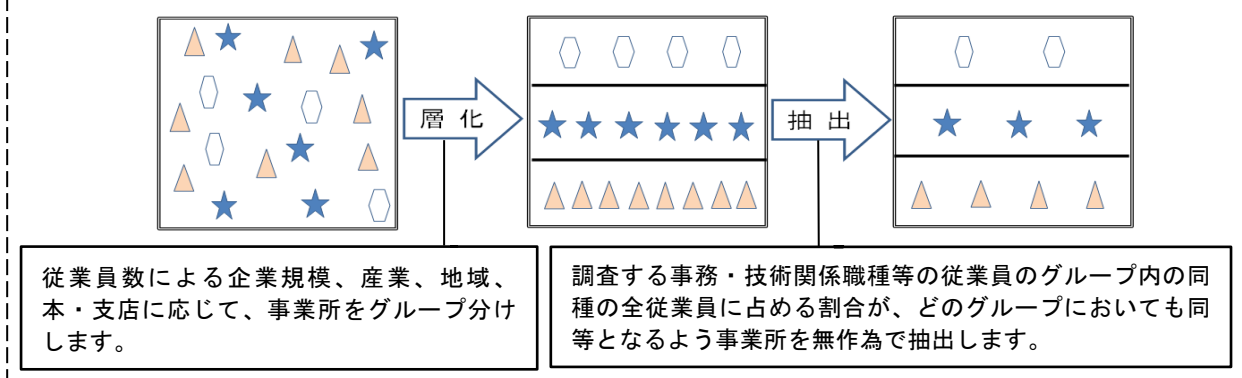 層 化
抽 出
従業員数による企業規模、産業、地域、
本・支店に応じて、事業所をグループ分け
します。
調査する事務・技術関係職種等の従業員のグループ内の同
種の全従業員に占める割合が、どのグループにおいても同
等となるよう事業所を無作為で抽出します。